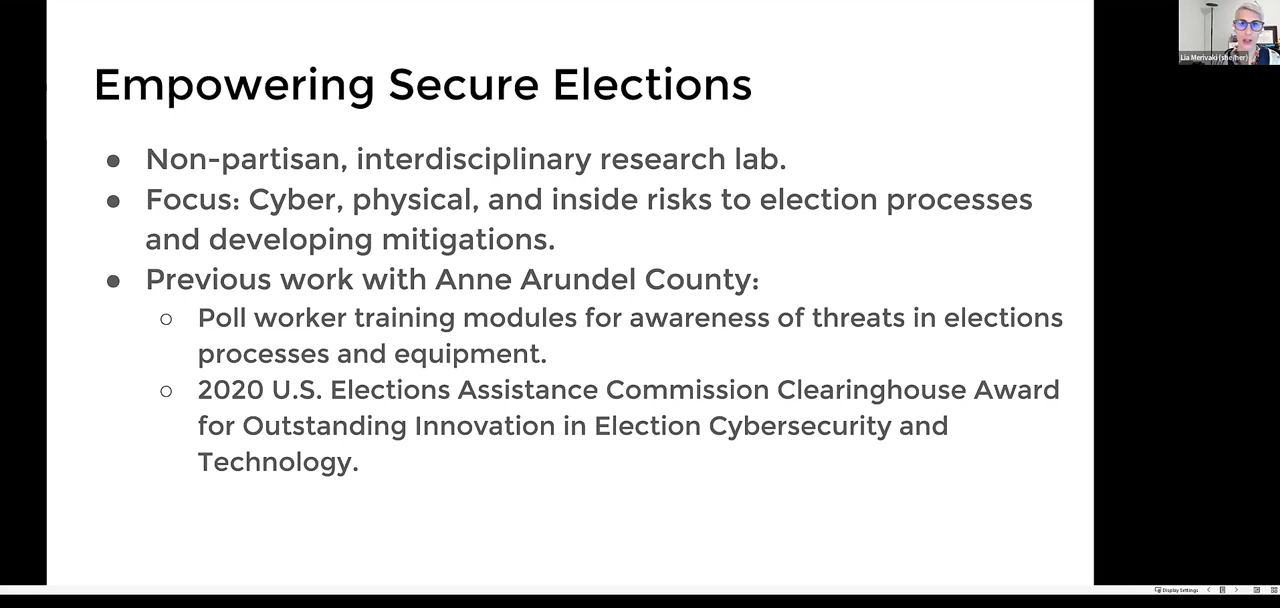 Empowering Secure Elections
● Non-partisan, interdisciplinary research lab.
● Focus: Cyber, physical, and inside risks to election processes
and developing mitigations.
● Previous work with Anne Arundel County:
○ Poll worker training modules for awareness of threats in elections
processes and equipment.
○ 2020 U.S. Elections Assistance Commission Clearinghouse Award
for Outstanding Innovation in Election Cybersecurity and
Technology.
Lia Merivaki (she/her)
Display Settings